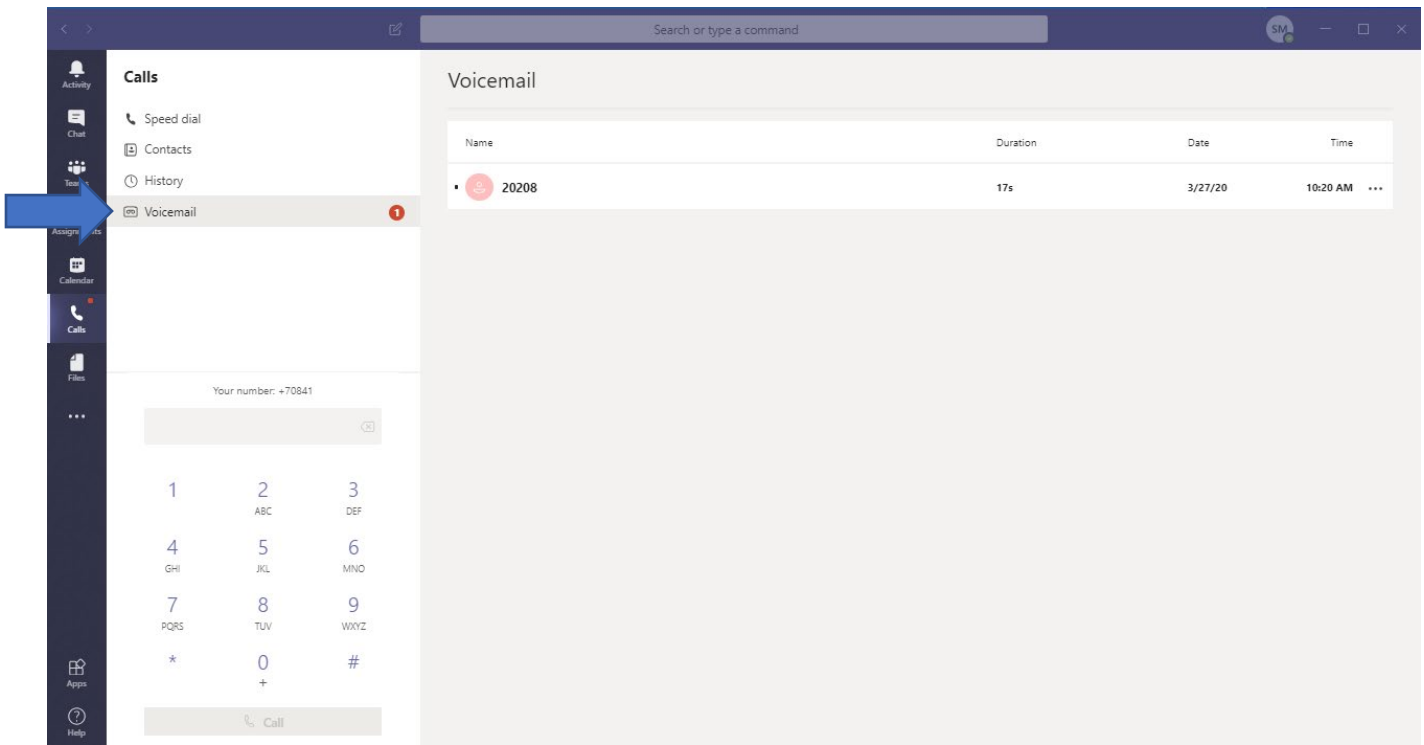 Search or type a command
SM
Activity
Chat
Calendar
Calls
Files
Apps
Help
Calls
Speed dial
Contacts
History
Voicemail 1
Your number: +70841
1 2 3
ABC DEF
4 5 6
GHI JKL MNO
7 8 9
PQRS TUV WXYZ
* 0 #
+
Call
Voicemail
Name Duration Date Time
20208 17s 3/27/20 10:20 AM